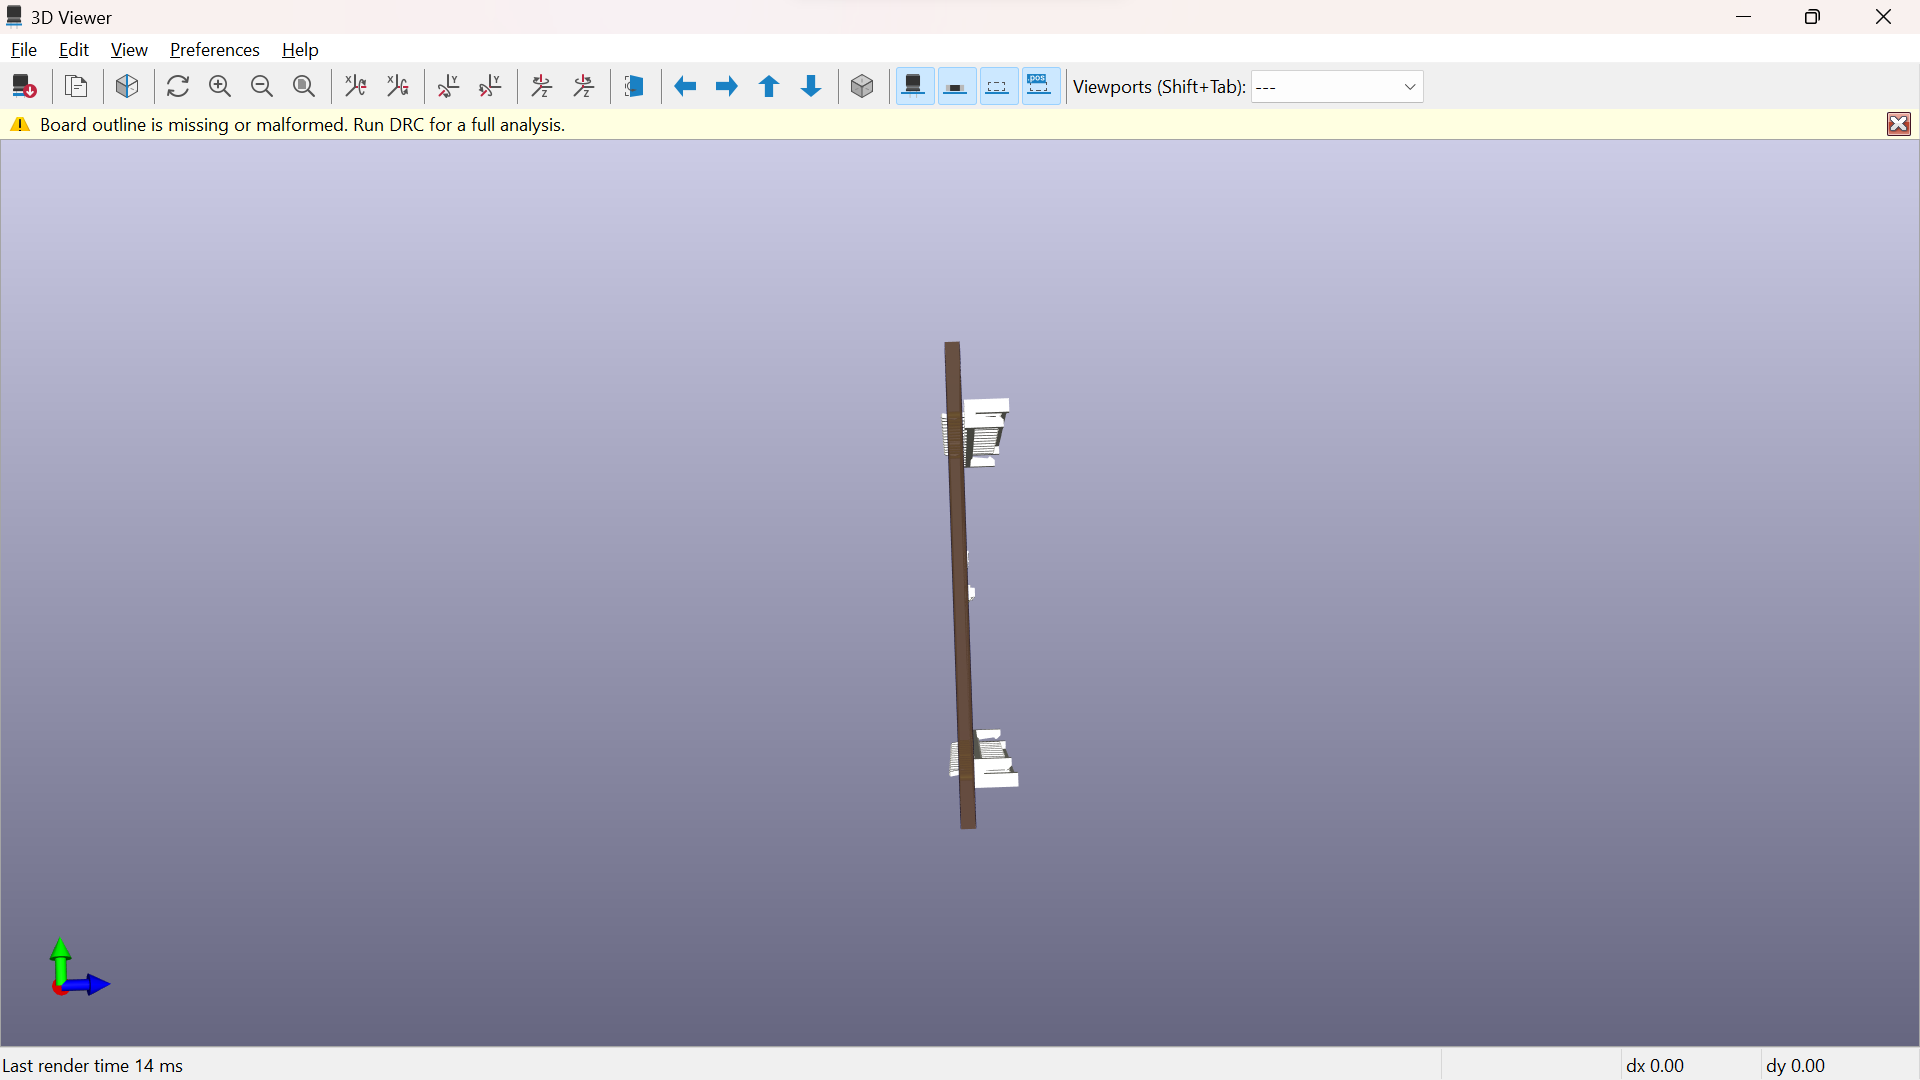 3D Viewer
File Edit View Preferences Help
Viewports (Shift+Tab): ---
Board outline is missing or malformed. Run DRC for a full analysis.
Last render time 14 ms dx 0.00 dy 0.00